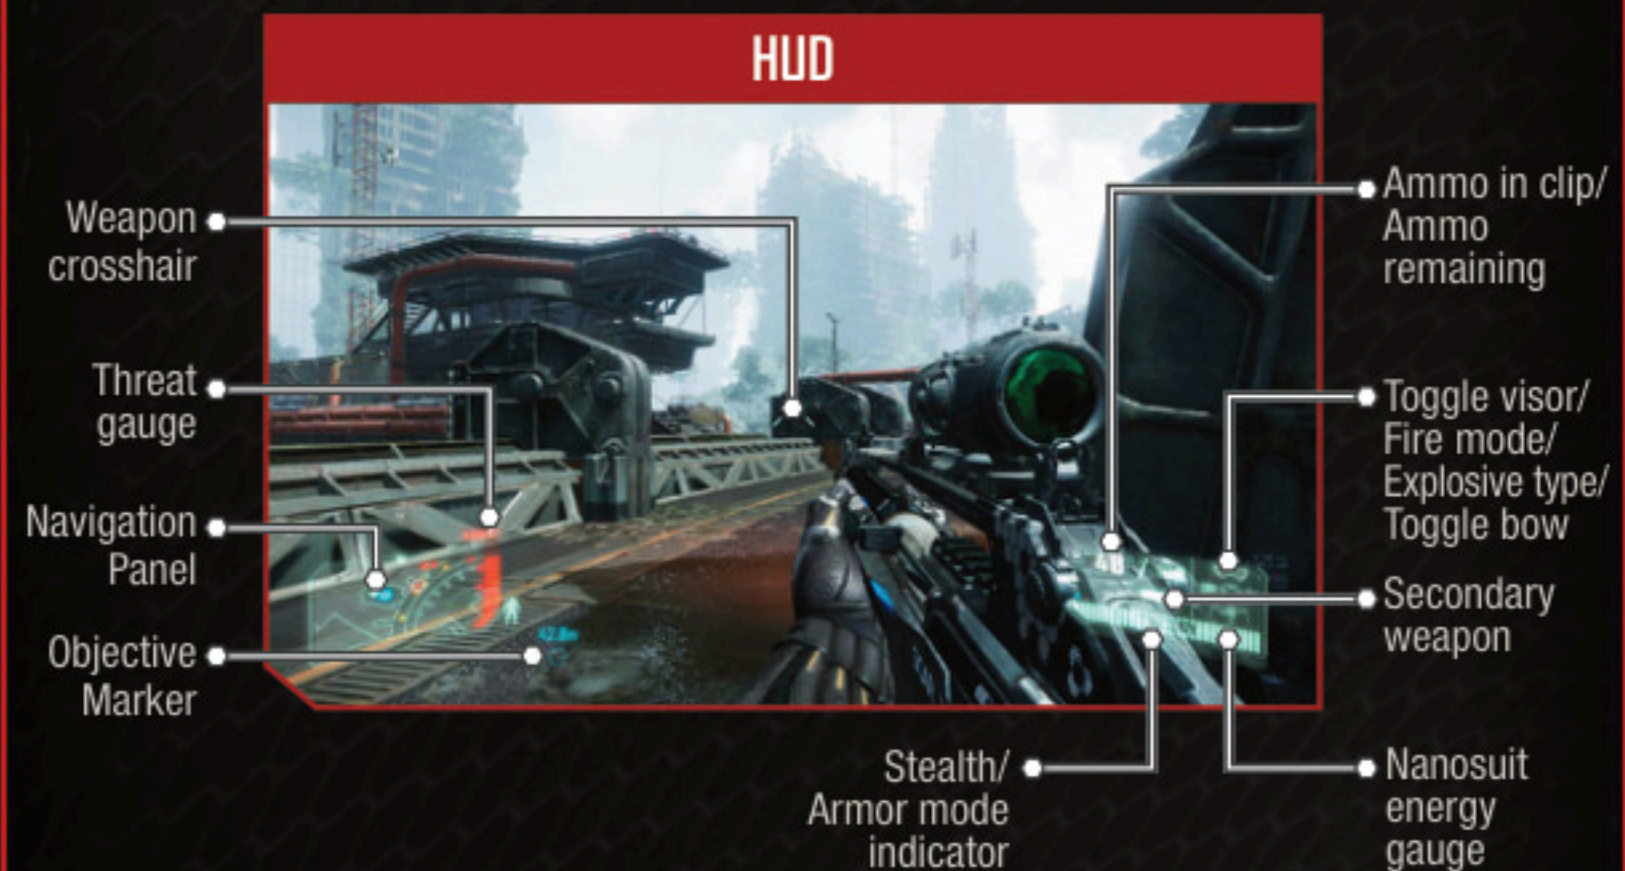 HUD
Weapon
crosshair
Threat
gauge
Navigation
Panel
Objective
Marker
Ammo in clip/
Ammo
remaining
Toggle visor/
Fire mode/
Explosive type/
Toggle bow
Secondary
weapon
Stealth/
Armor mode
indicator
Nanosuit
energy
gauge